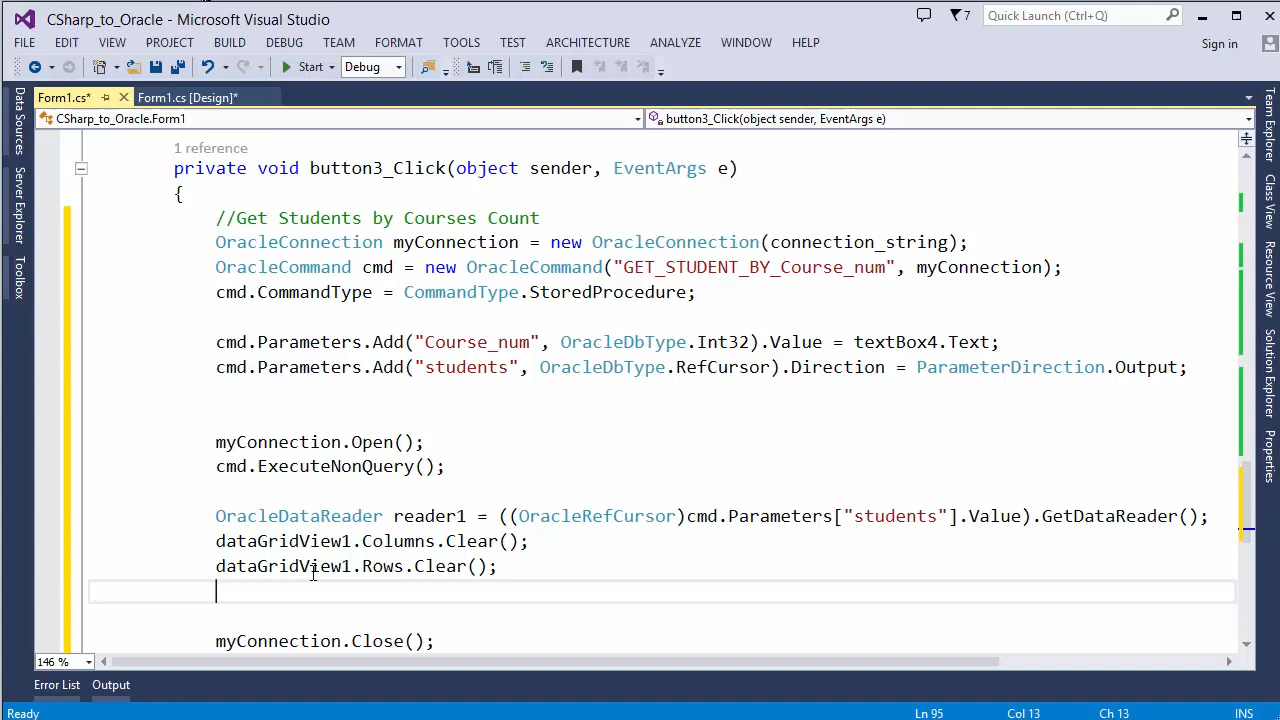 CSharp_to_Oracle - Microsoft Visual Studio
7
Quick Launch (Ctrl+Q)
FILE EDIT VIEW PROJECT BUILD DEBUG TEAM FORMAT TOOLS TEST ARCHITECTURE ANALYZE WINDOW HELP
Sign in
Start Debug
Form1.cs* Form1.cs [Design]*
CSharp_to_Oracle.Form1 button3_Click(object sender, EventArgs e)
Data Sources
Server Explorer
Toolbox
1 reference
private void button3_Click(object sender, EventArgs e)
{
//Get Students by Courses Count
OracleConnection myConnection = new OracleConnection(connection_string);
OracleCommand cmd = new OracleCommand("GET_STUDENT_BY_Course_num", myConnection);
cmd.CommandType = CommandType.StoredProcedure;
cmd.Parameters.Add("Course_num", OracleDbType.Int32).Value = textBox4.Text;
cmd.Parameters.Add("students", OracleDbType.RefCursor).Direction = ParameterDirection.Output;
myConnection.Open();
cmd.ExecuteNonQuery();
OracleDataReader reader1 = ((OracleRefCursor)cmd.Parameters["students"].Value).GetDataReader();
dataGridView1.Columns.Clear();
dataGridView1.Rows.Clear();
myConnection.Close();
Team Explorer
Class View
Resource View
Solution Explorer
Properties
146 %
Error List Output
Ready Ln 95 Col 13 Ch 13 INS